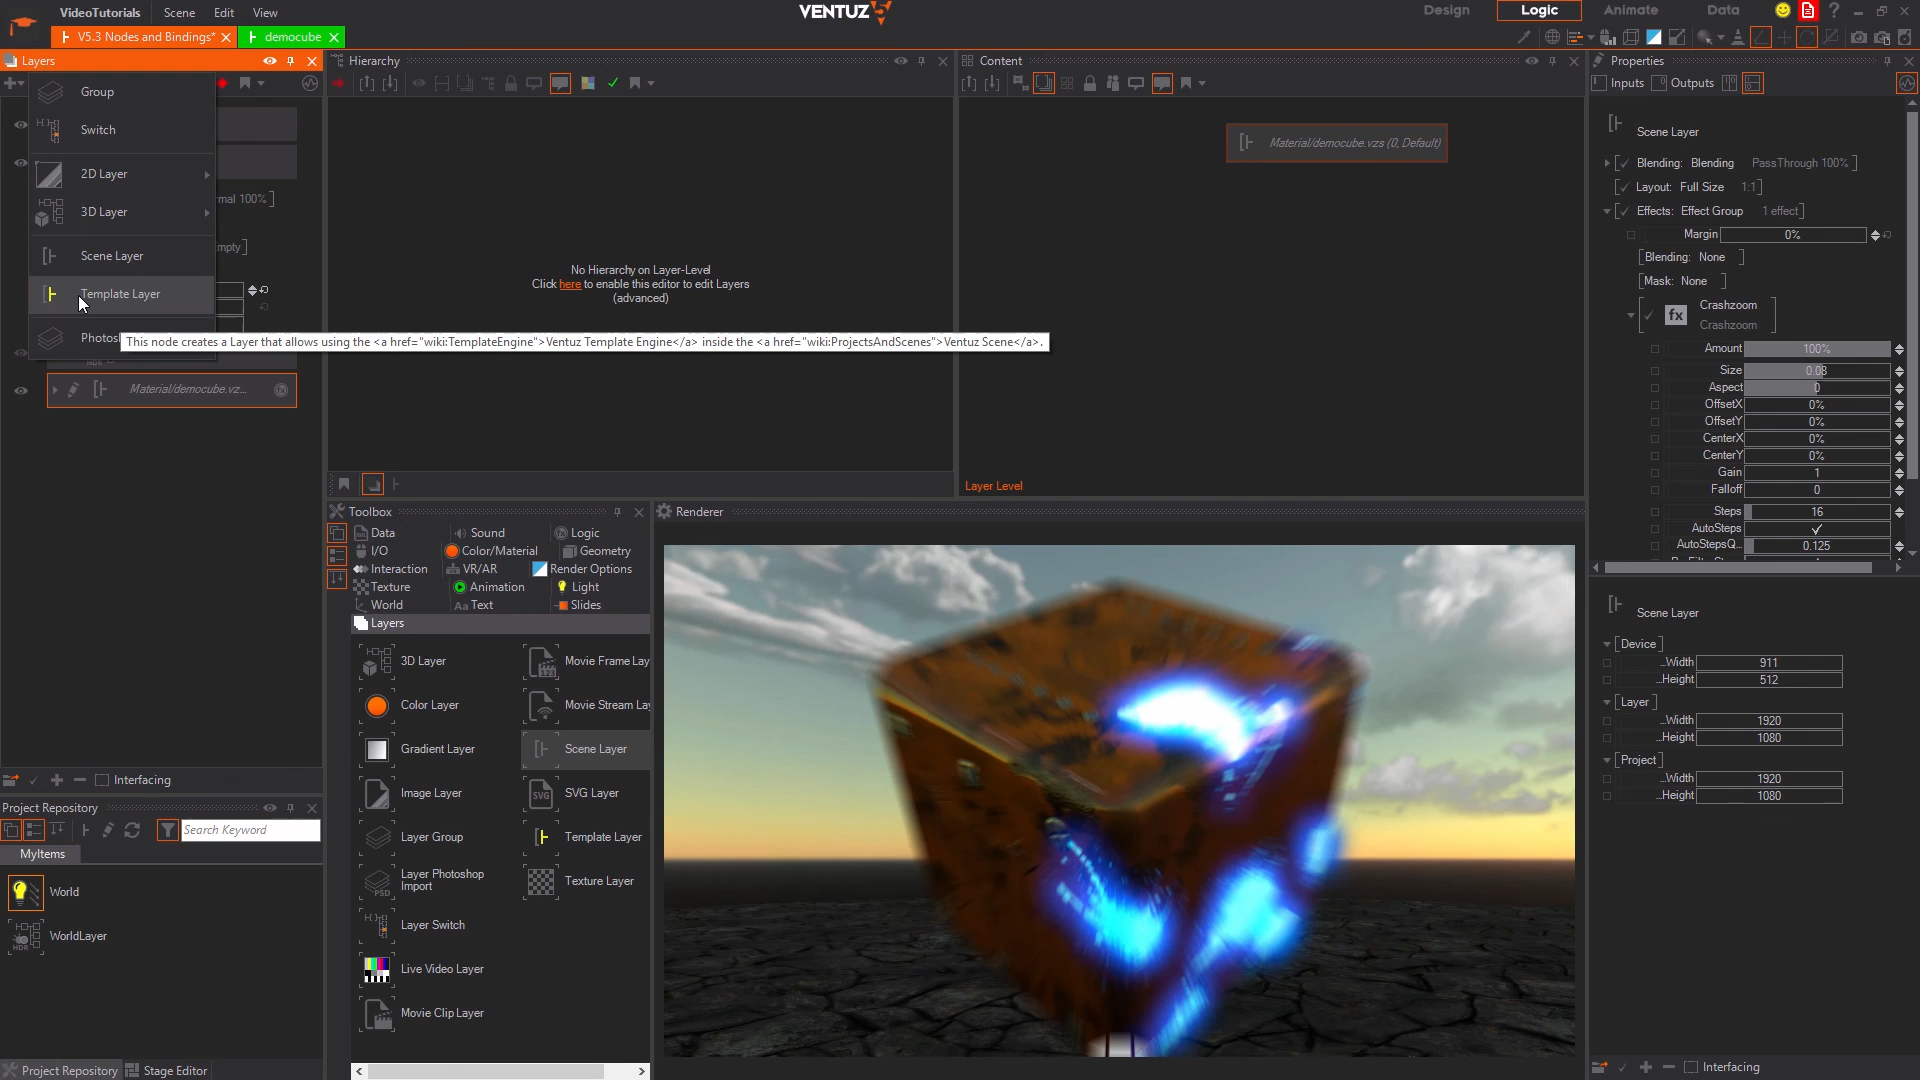 VideoTutorials Scene Edit View
VENTUZ 5
Design Logic Animate Data
V5.3 Nodes and Bindings* democube
Layers
Group
Switch
2D Layer
3D Layer
Scene Layer
Template Layer
Photosh
This node creates a Layer that allows using the <a href="wiki:TemplateEngine">Ventuz Template Engine</a> inside the <a href="wiki:ProjectsAndScenes">Ventuz Scene</a>.
rmal 100%
mpty
HDR
Material/democube.vz...
Interfacing
Hierarchy
No Hierarchy on Layer-Level
Click here to enable this editor to edit Layers
(advanced)
Content
Material/democube.vzs (0, Default)
Layer Level
Properties
Inputs Outputs
Scene Layer
Blending: Blending PassThrough 100%
Layout: Full Size 1:1
Effects: Effect Group 1 effect
Margin 0%
Blending: None
Mask: None
fx Crashzoom
Crashzoom
Amount 100%
Size 0.08
Aspect 0
OffsetX 0%
OffsetY 0%
CenterX 0%
CenterY 0%
Gain 1
Falloff 0
Steps 16
AutoSteps
AutoStepsQ... 0.125
Scene Layer
Device
...Width 911
...Height 512
Layer
...Width 1920
...Height 1080
Project
...Width 1920
...Height 1080
Interfacing
Project Repository
Search Keyword
MyItems
World
WorldLayer
HDR
Project Repository Stage Editor
Toolbox
Data Sound Logic
I/O Color/Material Geometry
Interaction VR/AR Render Options
Texture Animation Light
World Aa Text Slides
Layers
3D Layer Movie Frame Lay
Color Layer Movie Stream Lay
Gradient Layer Scene Layer
Image Layer SVG SVG Layer
Layer Group Template Layer
PSD Layer Photoshop Import Texture Layer
Layer Switch
Live Video Layer
Movie Clip Layer
Renderer